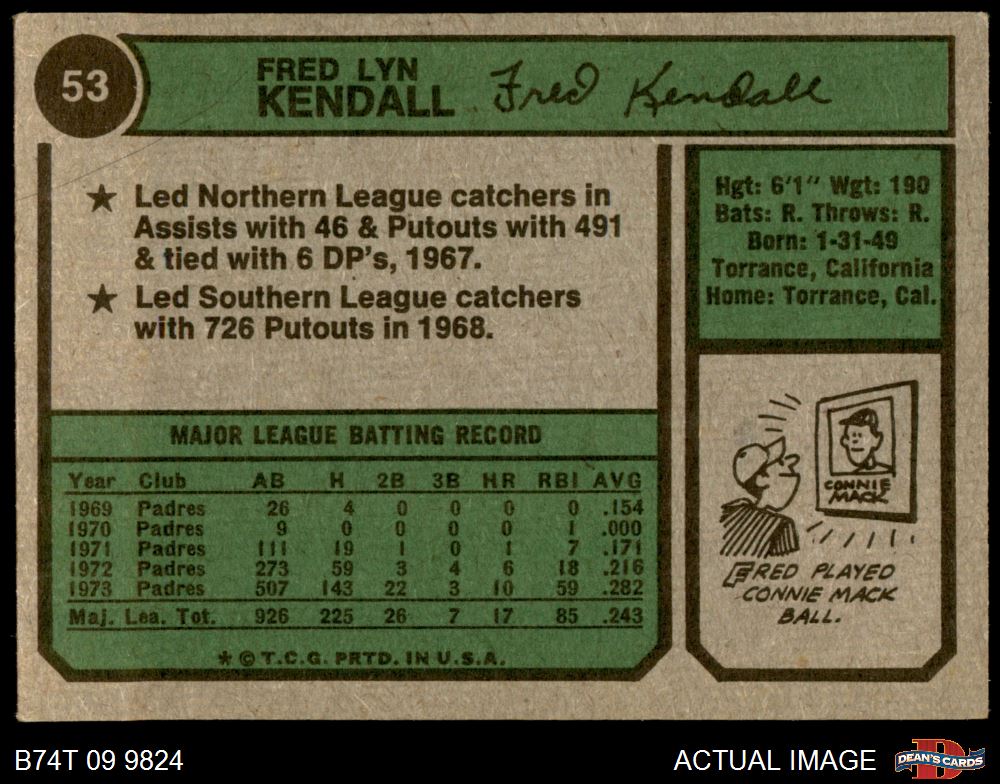 53
FRED LYN
KENDALL
Fred Kendall
★ Led Northern League catchers in
Assists with 46 & Putouts with 491
& tied with 6 DP's, 1967.
★ Led Southern League catchers
with 726 Putouts in 1968.
Hgt: 6'1" Wgt: 190
Bats: R. Throws: R.
Born: 1-31-49
Torrance, California
Home: Torrance, Cal.
MAJOR LEAGUE BATTING RECORD
Year Club AB H 2B 3B HR RBI AVG
1969 Padres 26 4 0 0 0 0 .154
1970 Padres 9 0 0 0 0 1 .000
1971 Padres 111 19 1 0 1 7 .171
1972 Padres 273 59 3 4 6 18 .216
1973 Padres 507 143 22 3 10 59 .282
Maj. Lea. Tot. 926 225 26 7 17 85 .243
* © T.C.G. PRTD. IN U.S.A.
CONNIE
MACK
FRED PLAYED
CONNIE MACK
BALL.
B74T 09 9824
ACTUAL IMAGE
D
DEAN'S CARDS